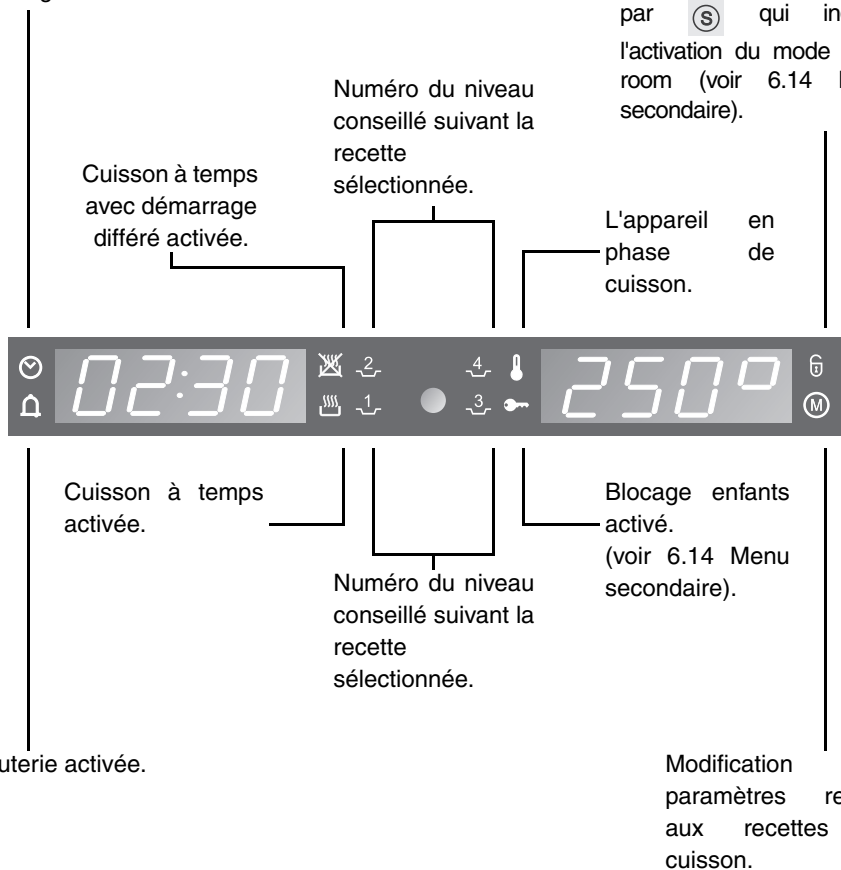 par Ⓢ qui
l'activation du mode
room (voir 6.14
secondaire).
Numéro du niveau
conseillé suivant la
recette
sélectionnée.
Cuisson à temps
avec démarrage
différé activée.
L'appareil en
phase de
cuisson.
02:30
2
4
250°
1
3
M
Cuisson à temps
activée.
Blocage enfants
activé.
(voir 6.14 Menu
secondaire).
Numéro du niveau
conseillé suivant la
recette
sélectionnée.
activée.
Modification
paramètres
aux recettes
cuisson.